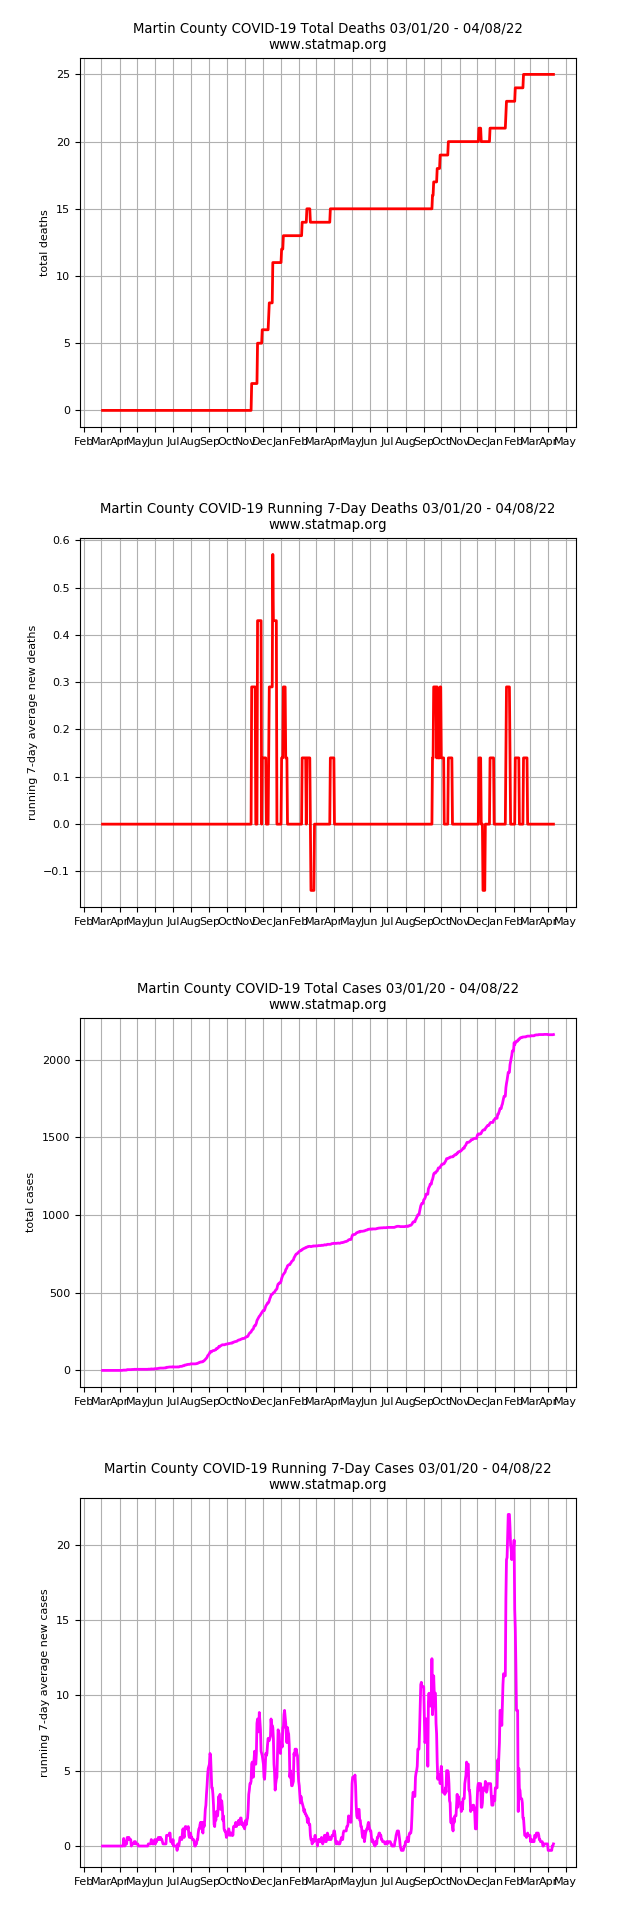 Martin County COVID-19 Total Deaths 03/01/20 - 04/08/22
www.statmap.org
25
20
15
10
5
0
total deaths
Feb Mar Apr May Jun Jul Aug Sep Oct Nov Dec Jan Feb Mar Apr May Jun Jul Aug Sep Oct Nov Dec Jan Feb Mar Apr May
Martin County COVID-19 Running 7-Day Deaths 03/01/20 - 04/08/22
www.statmap.org
0.6
0.5
0.4
0.3
0.2
0.1
0.0
−0.1
running 7-day average new deaths
Feb Mar Apr May Jun Jul Aug Sep Oct Nov Dec Jan Feb Mar Apr May Jun Jul Aug Sep Oct Nov Dec Jan Feb Mar Apr May
Martin County COVID-19 Total Cases 03/01/20 - 04/08/22
www.statmap.org
2000
1500
1000
500
0
total cases
Feb Mar Apr May Jun Jul Aug Sep Oct Nov Dec Jan Feb Mar Apr May Jun Jul Aug Sep Oct Nov Dec Jan Feb Mar Apr May
Martin County COVID-19 Running 7-Day Cases 03/01/20 - 04/08/22
www.statmap.org
20
15
10
5
0
running 7-day average new cases
Feb Mar Apr May Jun Jul Aug Sep Oct Nov Dec Jan Feb Mar Apr May Jun Jul Aug Sep Oct Nov Dec Jan Feb Mar Apr May